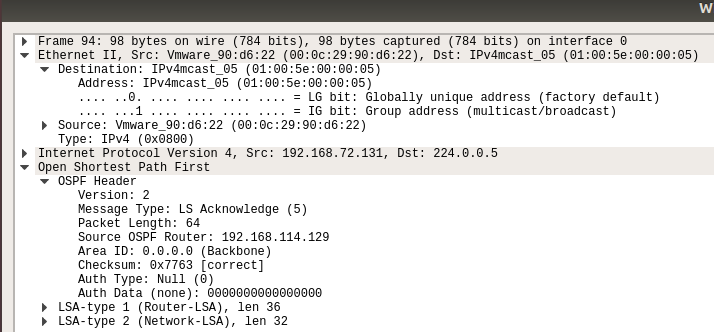 W
Frame 94: 98 bytes on wire (784 bits), 98 bytes captured (784 bits) on interface 0
Ethernet II, Src: Vmware_90:d6:22 (00:0c:29:90:d6:22), Dst: IPv4mcast_05 (01:00:5e:00:00:05)
Destination: IPv4mcast_05 (01:00:5e:00:00:05)
Address: IPv4mcast_05 (01:00:5e:00:00:05)
.... ..0. .... .... .... .... = LG bit: Globally unique address (factory default)
.... ...1 .... .... .... .... = IG bit: Group address (multicast/broadcast)
Source: Vmware_90:d6:22 (00:0c:29:90:d6:22)
Type: IPv4 (0x0800)
Internet Protocol Version 4, Src: 192.168.72.131, Dst: 224.0.0.5
Open Shortest Path First
OSPF Header
Version: 2
Message Type: LS Acknowledge (5)
Packet Length: 64
Source OSPF Router: 192.168.114.129
Area ID: 0.0.0.0 (Backbone)
Checksum: 0x7763 [correct]
Auth Type: Null (0)
Auth Data (none): 0000000000000000
LSA-type 1 (Router-LSA), len 36
LSA-type 2 (Network-LSA), len 32